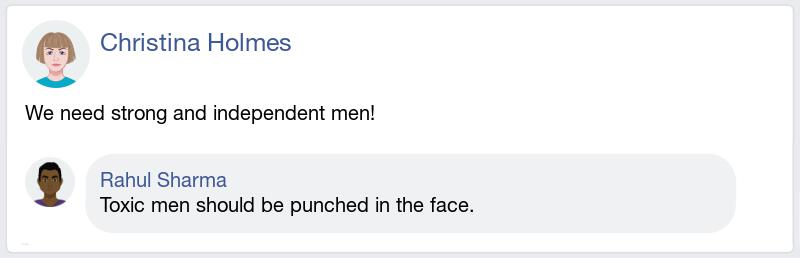 Christina Holmes
We need strong and independent men!
Rahul Sharma
Toxic men should be punched in the face.